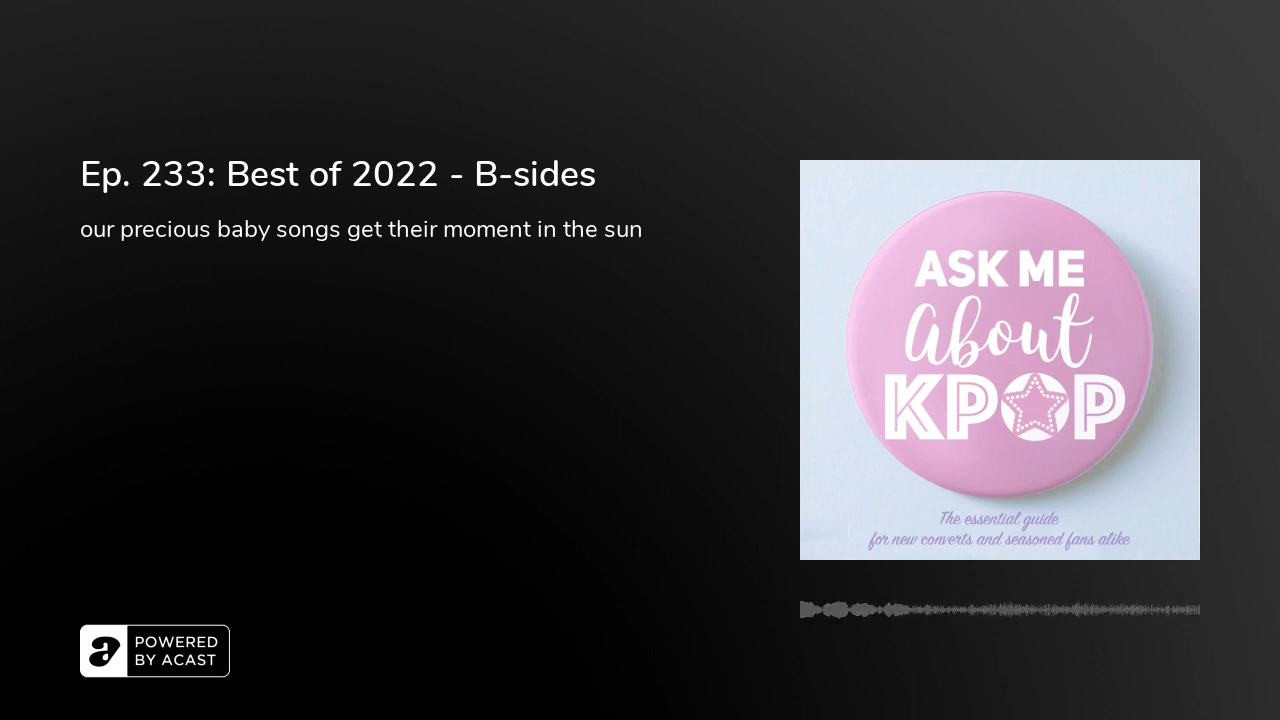 Ep. 233: Best of 2022 - B-sides
our precious baby songs get their moment in the sun
ASK ME
About
KPOP
The essential guide
for new converts and seasoned fans alike
POWERED
BY ACAST